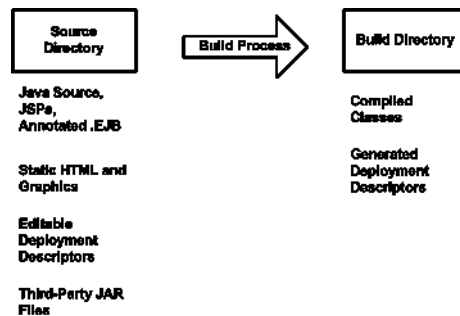 Source
Directory
Build Process
Build Directory
Java Source,
JSPs,
Annotated .EJB
Static HTML and
Graphics
Editable
Deployment
Descriptors
Third-Party JAR
Files
Compiled
Classes
Generated
Deployment
Descriptors